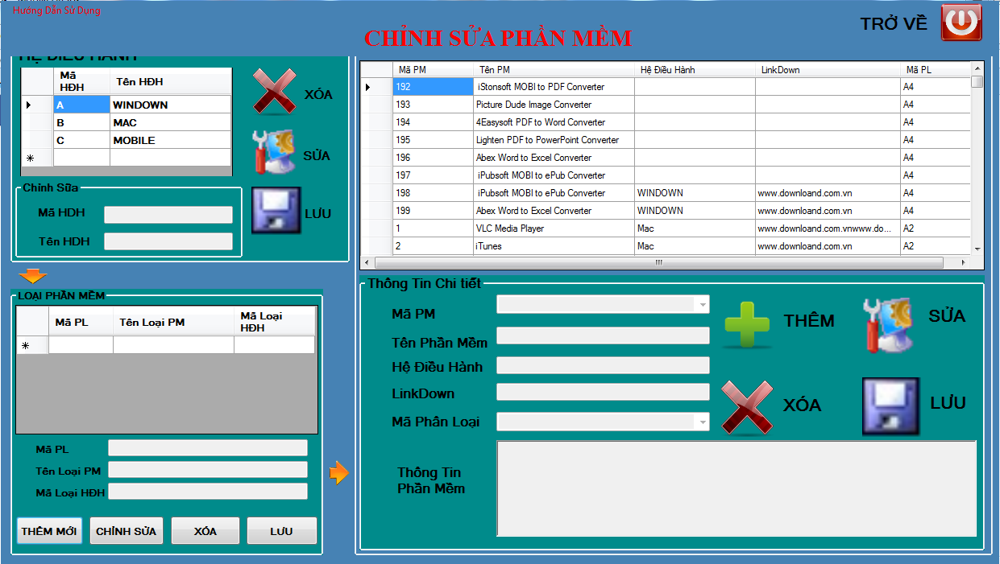 Hướng Dẫn Sử Dụng
CHỈNH SỬA PHẦN MỀM
TRỞ VỀ
HỆ ĐIỀU HÀNH
Mã HĐH Tên HĐH
A WINDOWN
B MAC
C MOBILE
XÓA
SỬA
LƯU
Chỉnh Sữa
Mã HDH
Tên HDH
LOẠI PHẦN MỀM
Mã PL Tên Loại PM Mã Loại HĐH
Mã PL
Tên Loại PM
Mã Loại HĐH
THÊM MỚI CHỈNH SỬA XÓA LƯU
Mã PM Tên PM Hệ Điều Hành LinkDown Mã PL
192 iStonsoft MOBI to PDF Converter A4
193 Picture Dude Image Converter A4
194 4Easysoft PDF to Word Converter A4
195 Lighten PDF to PowerPoint Converter A4
196 Abex Word to Excel Converter A4
197 iPubsoft MOBI to ePub Converter A4
198 iPubsoft MOBI to ePub Converter WINDOWN www.downloand.com.vn A4
199 Abex Word to Excel Converter WINDOWN www.downloand.com.vn A4
1 VLC Media Player Mac www.downloand.com.vnwww.do... A2
2 iTunes Mac www.downloand.com.vn A2
Thông Tin Chi tiết
Mã PM
Tên Phần Mềm
Hệ Điều Hành
LinkDown
Mã Phân Loại
THÊM
SỬA
XÓA
LƯU
Thông Tin
Phần Mềm